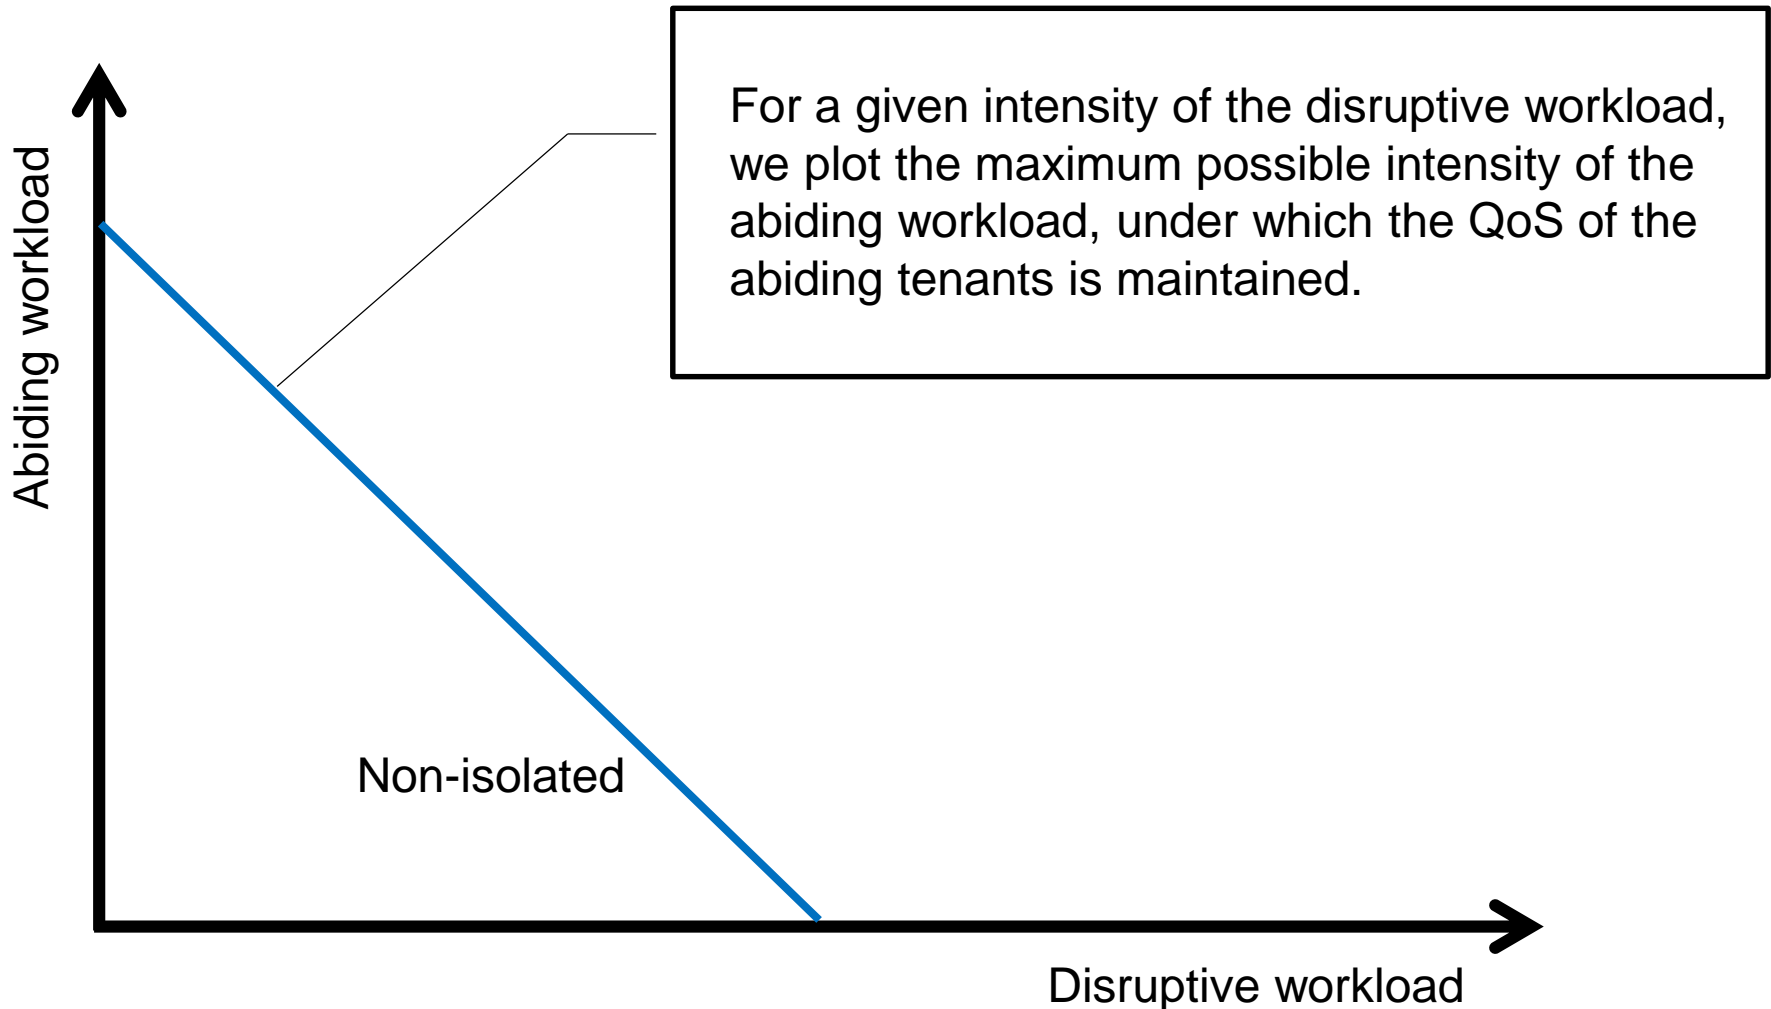 For a given intensity of the disruptive workload,
we plot the maximum possible intensity of the
abiding workload, under which the QoS of the
abiding tenants is maintained.
Abiding workload
Non-isolated
Disruptive workload